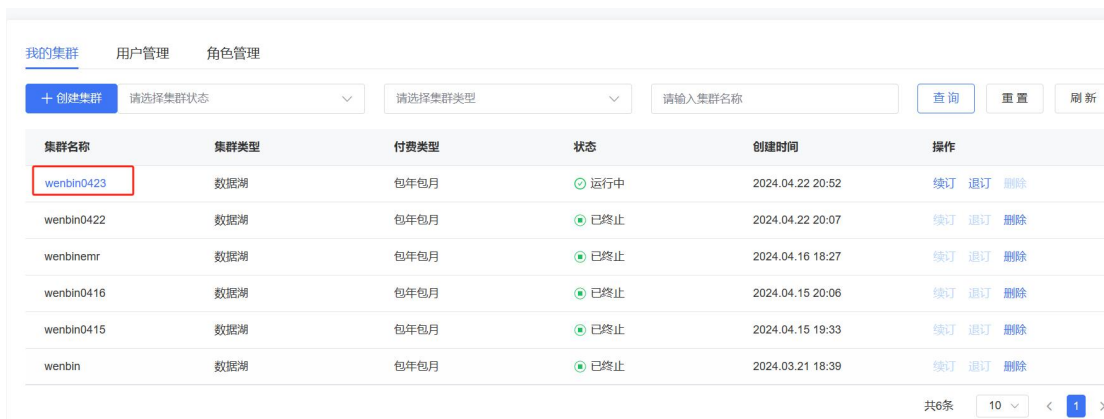 我的集群 用户管理 角色管理
+ 创建集群 请选择集群状态 请选择集群类型 请输入集群名称 查询 重置 刷新
集群名称 集群类型 付费类型 状态 创建时间 操作
wenbin0423 数据湖 包年包月 运行中 2024.04.22 20:52 续订 退订 删除
wenbin0422 数据湖 包年包月 已终止 2024.04.22 20:07 续订 退订 删除
wenbinemr 数据湖 包年包月 已终止 2024.04.16 18:27 续订 退订 删除
wenbin0416 数据湖 包年包月 已终止 2024.04.15 20:06 续订 退订 删除
wenbin0415 数据湖 包年包月 已终止 2024.04.15 19:33 续订 退订 删除
wenbin 数据湖 包年包月 已终止 2024.03.21 18:39 续订 退订 删除
共6条 10 < 1 >